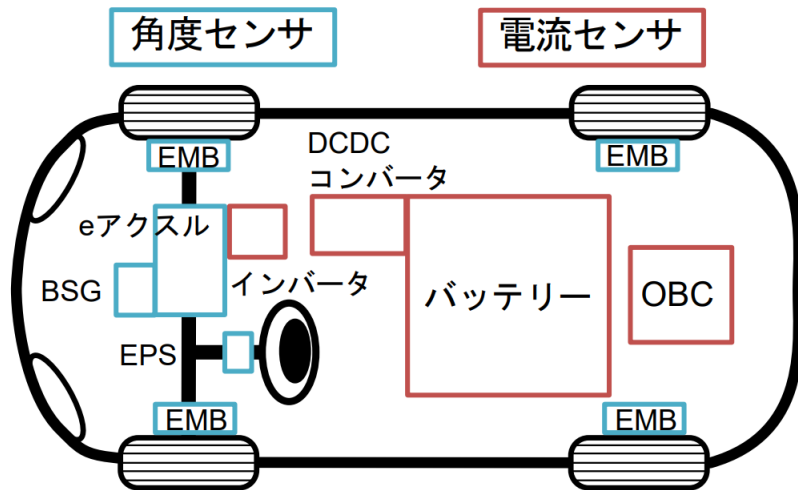 角度センサ
電流センサ
EMB
DCDC
コンバータ
EMB
eアクスル
インバータ
BSG
バッテリー
OBC
EPS
EMB
EMB